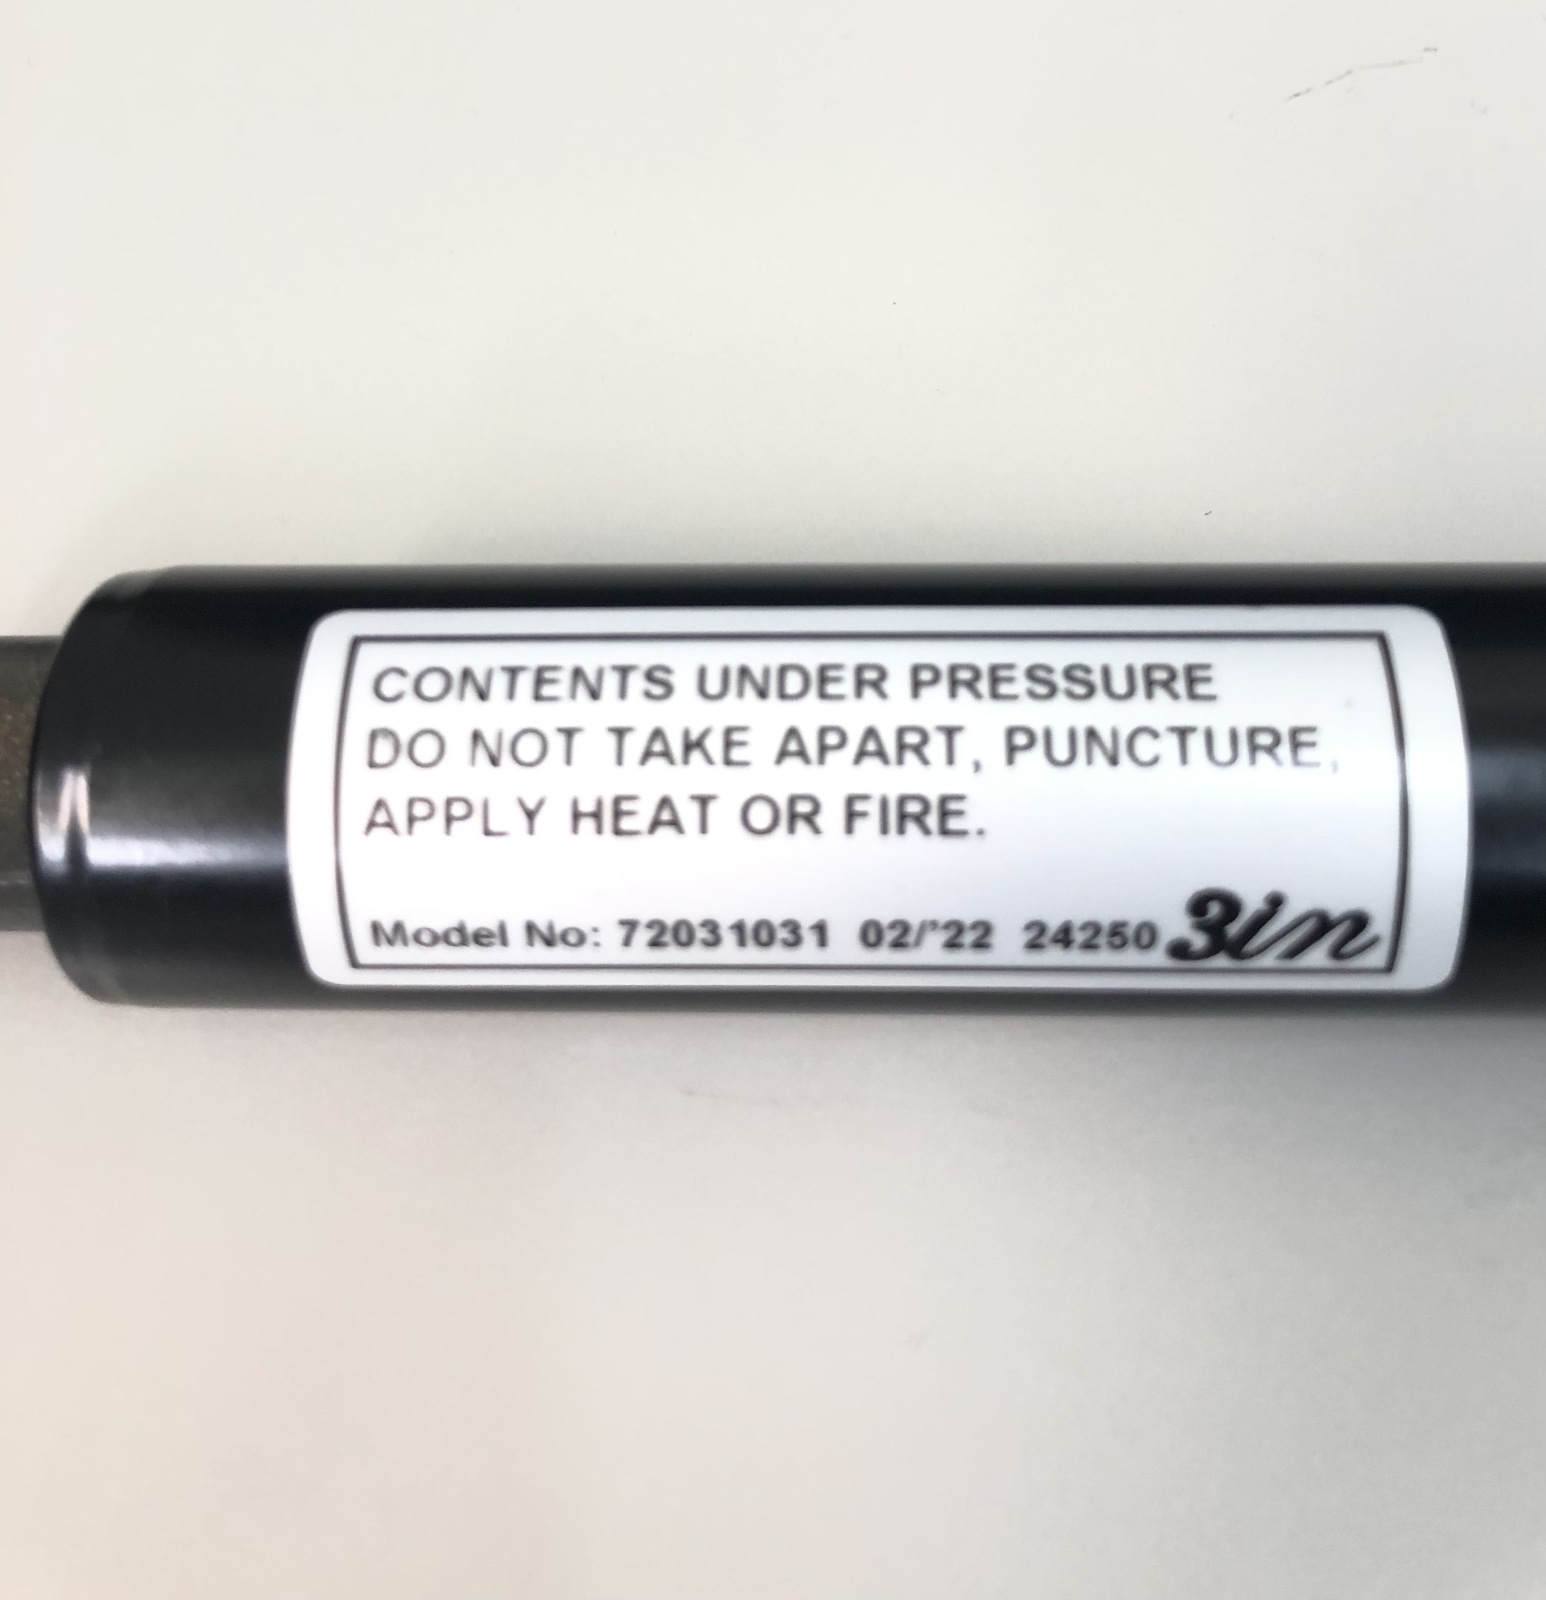 CONTENTS UNDER PRESSURE
DO NOT TAKE APART, PUNCTURE,
APPLY HEAT OR FIRE.
Model No: 72031031 02/'22 24250 3in